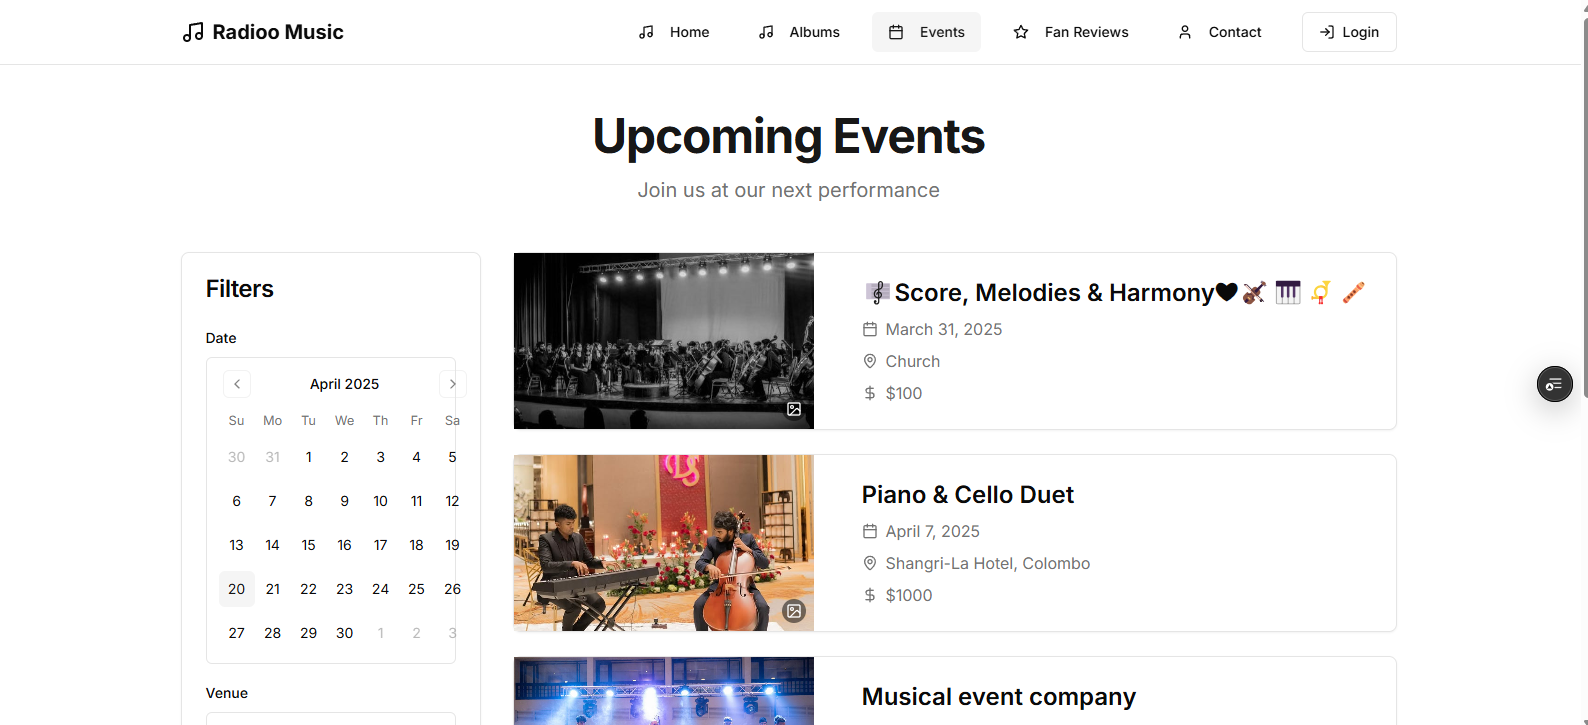 Radioo Music
Home
Albums
Events
Fan Reviews
Contact
Login
Upcoming Events
Join us at our next performance
Filters
Date
April 2025
Su Mo Tu We Th Fr Sa
30 31 1 2 3 4 5
6 7 8 9 10 11 12
13 14 15 16 17 18 19
20 21 22 23 24 25 26
27 28 29 30 1 2 3
Venue
🎼Score, Melodies & Harmony🖤🎻 🎹 📯 🪈
March 31, 2025
Church
$ $100
Piano & Cello Duet
April 7, 2025
Shangri-La Hotel, Colombo
$ $1000
Musical event company